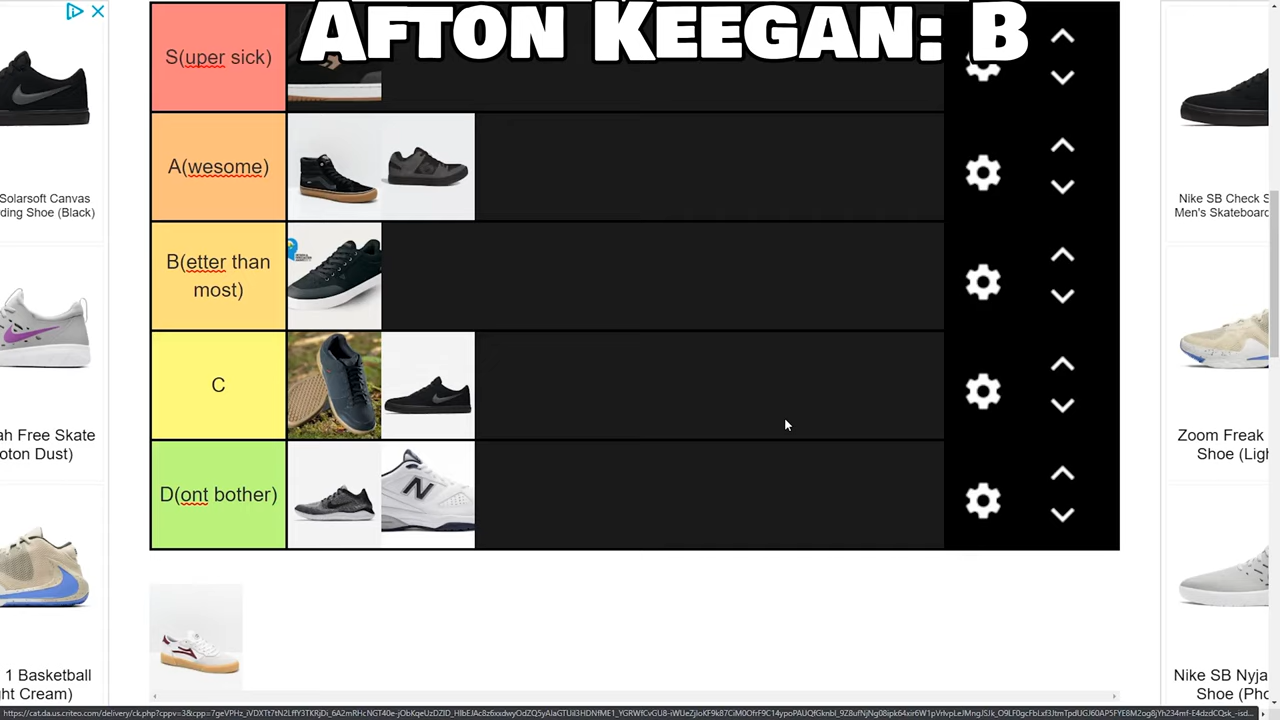 AFTON KEEGAN: B
S(uper sick)
A(wesome)
B(etter than
most)
C
D(ont bother)
N
Solarsoft Canvas
ding Shoe (Black)
ah Free Skate
oton Dust)
1 Basketball
ght Cream)
Nike SB Check S
Men's Skateboard
Zoom Freak
Shoe (Ligh
Nike SB Nyja
Shoe (Pho